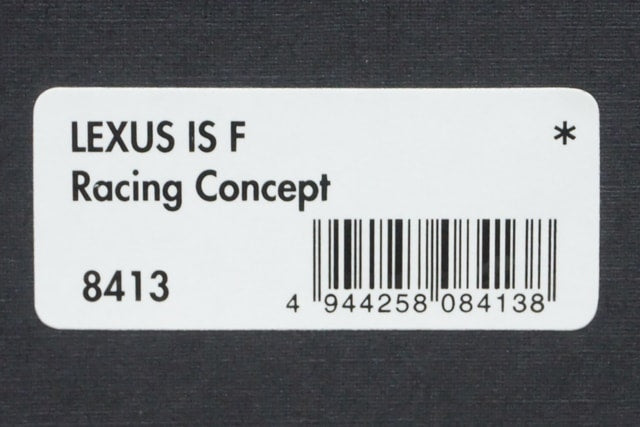 LEXUS IS F *
Racing Concept
8413
4 944258 084138